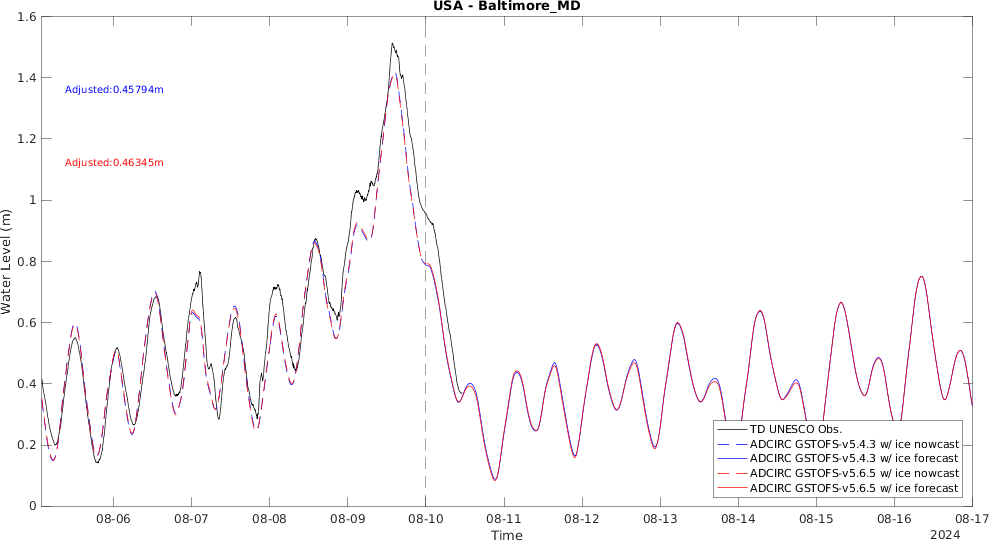 USA - Baltimore_MD
1.6
1.4
1.2
1
0.8
0.6
0.4
0.2
0
Water Level (m)
Adjusted:0.45794m
Adjusted:0.46345m
TD UNESCO Obs.
ADCIRC GSTOFS-v5.4.3 w/ ice nowcast
ADCIRC GSTOFS-v5.4.3 w/ ice forecast
ADCIRC GSTOFS-v5.6.5 w/ ice nowcast
ADCIRC GSTOFS-v5.6.5 w/ ice forecast
08-06 08-07 08-08 08-09 08-10 08-11 08-12 08-13 08-14 08-15 08-16 08-17
Time
2024